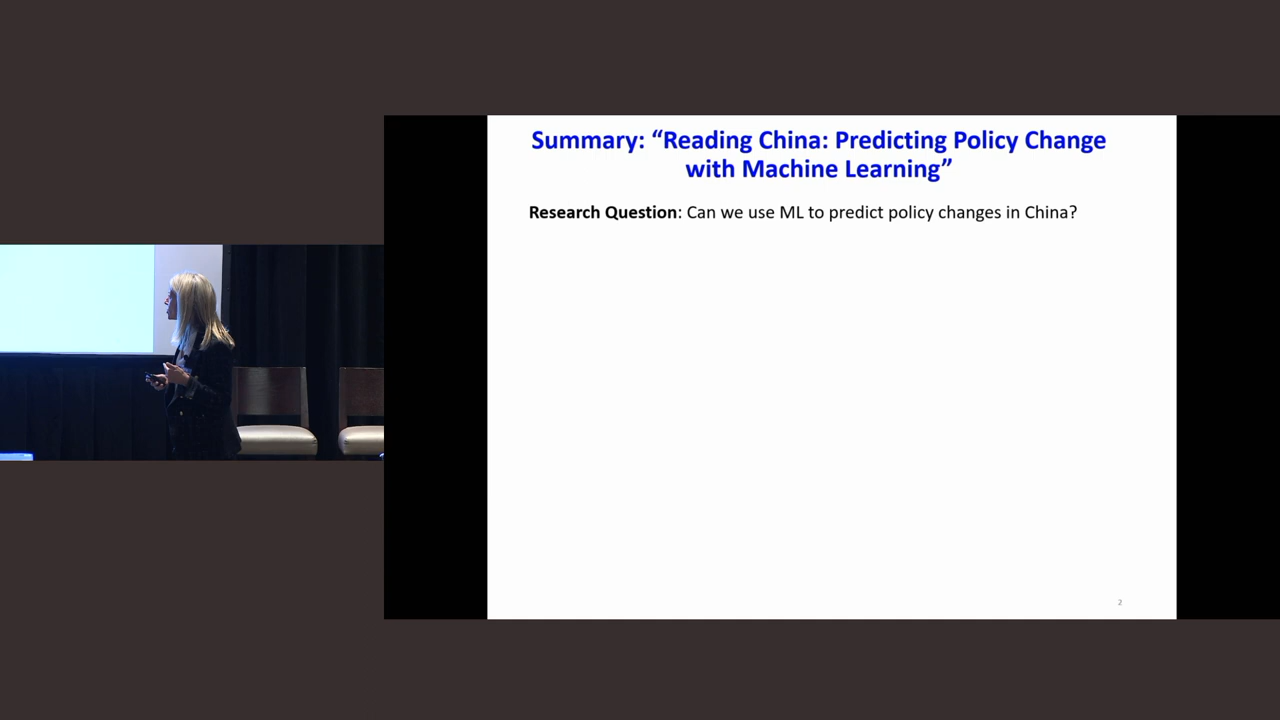 Summary: “Reading China: Predicting Policy Change
with Machine Learning”
Research Question: Can we use ML to predict policy changes in China?
2